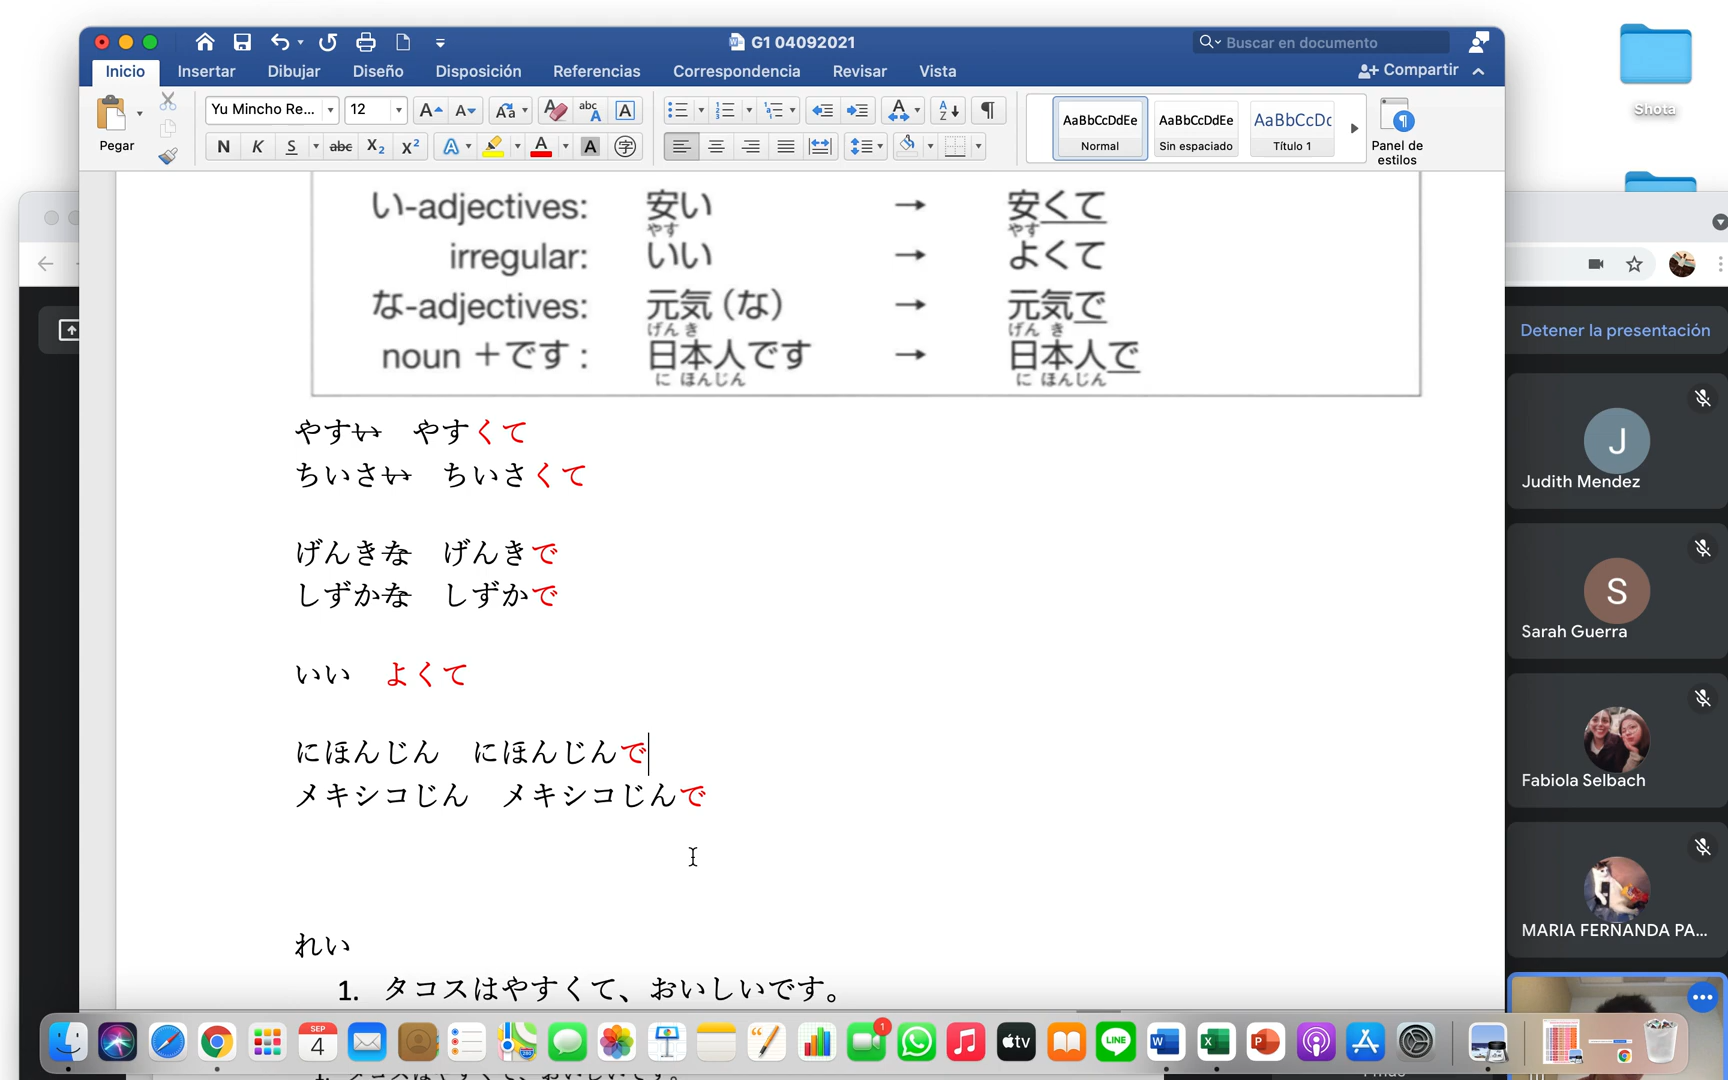 G1 04092021
Buscar en documento
Inicio Insertar Dibujar Diseño Disposición Referencias Correspondencia Revisar Vista Compartir
Shota
Pegar
Yu Mincho Re... 12
N K S abc X₂ X²
AaBbCcDdEe AaBbCcDdEe AaBbCcDc
Normal Sin espaciado Título 1
Panel de estilos
い-adjectives: 安い → 安くて
やす やす
irregular: いい → よくて
な-adjectives: 元気 (な) → 元気で
げん き げん き
noun +です : 日本人です → 日本人で
に ほんじん に ほんじん
やすい やすくて
ちいさい ちいさくて
げんきな げんきで
しずかな しずかで
いい よくて
にほんじん にほんじんで
メキシコじん メキシコじんで
れい
1. タコスはやすくて、おいしいです。
Detener la presentación
J
Judith Mendez
S
Sarah Guerra
Fabiola Selbach
MARIA FERNANDA PA...
SEP
4
1
LINE